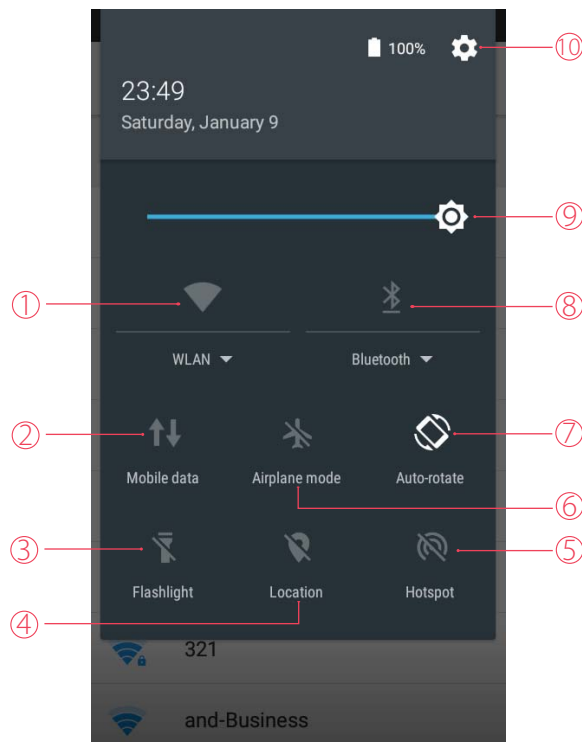 100%
⑩
23:49
Saturday, January 9
⑨
①
⑧
WLAN
Bluetooth
②
⑦
Mobile data
Airplane mode
Auto-rotate
⑥
③
⑤
Flashlight
Location
Hotspot
④
321
and-Business